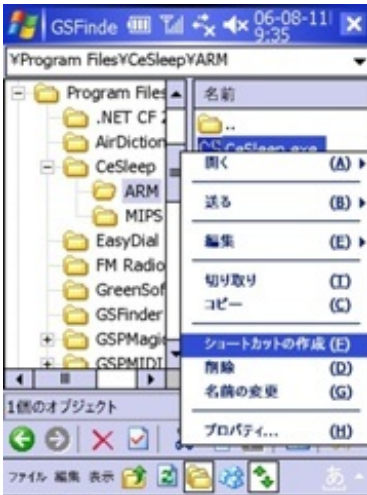 GSFinde
06-08-11
9:35
¥Program Files¥CeSleep¥ARM
Program Files
.NET CF 2
AirDiction
CeSleep
ARM
MIPS
EasyDial
FM Radio
GreenSof
GSFinder
GSPMagi
GSPMIDI
名前
..
CeSleep.exe
開く (A)
送る (B)
編集 (E)
切り取り (T)
コピー (C)
ショートカットの作成 (F)
削除 (D)
名前の変更 (G)
プロパティ... (H)
1個のオブジェクト
ファイル 編集 表示
あ